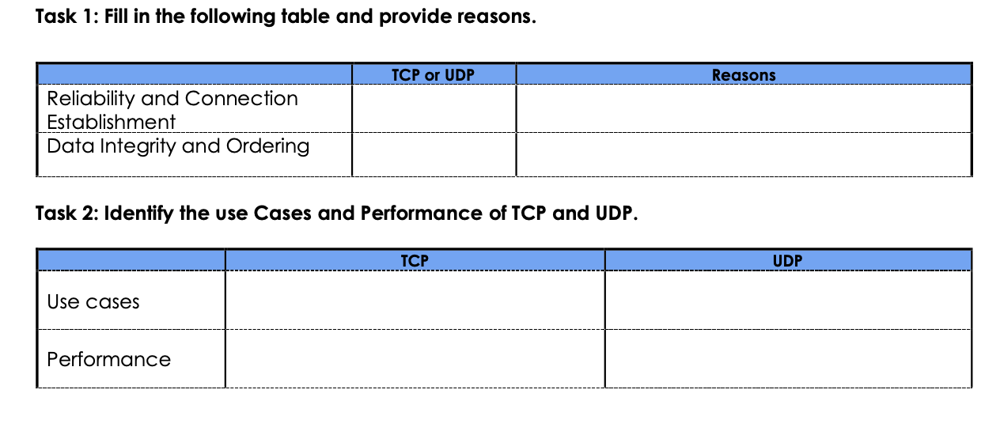 Task 1: Fill in the following table and provide reasons.
TCP or UDP
Reasons
Reliability and Connection
Establishment
Data Integrity and Ordering
Task 2: Identify the use Cases and Performance of TCP and UDP.
TCP
UDP
Use cases
Performance